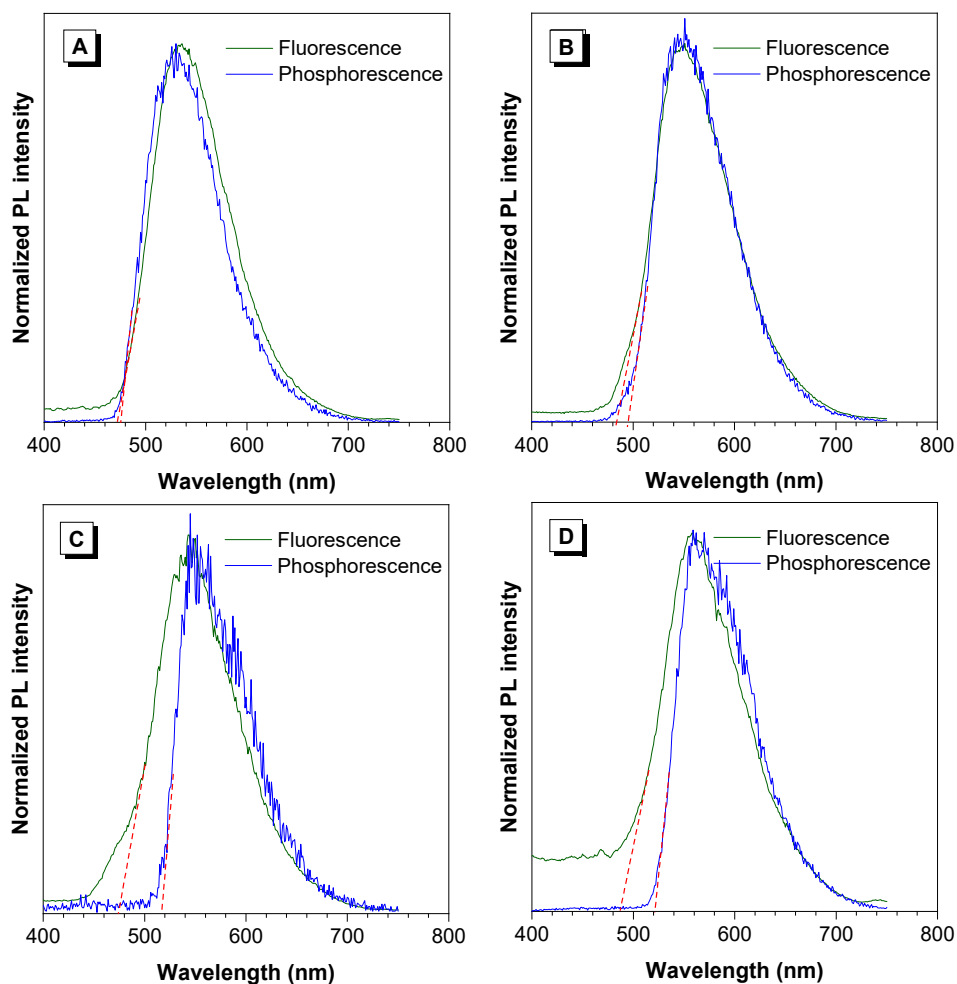 A
Fluorescence
Phosphorescence
Normalized PL intensity
400 500 600 700 800
Wavelength (nm)
B
Fluorescence
Phosphorescence
Normalized PL intensity
400 500 600 700 800
Wavelength (nm)
C
Fluorescence
Phosphorescence
Normalized PL intensity
400 500 600 700 800
Wavelength (nm)
D
Fluorescence
Phosphorescence
Normalized PL intensity
400 500 600 700 800
Wavelength (nm)